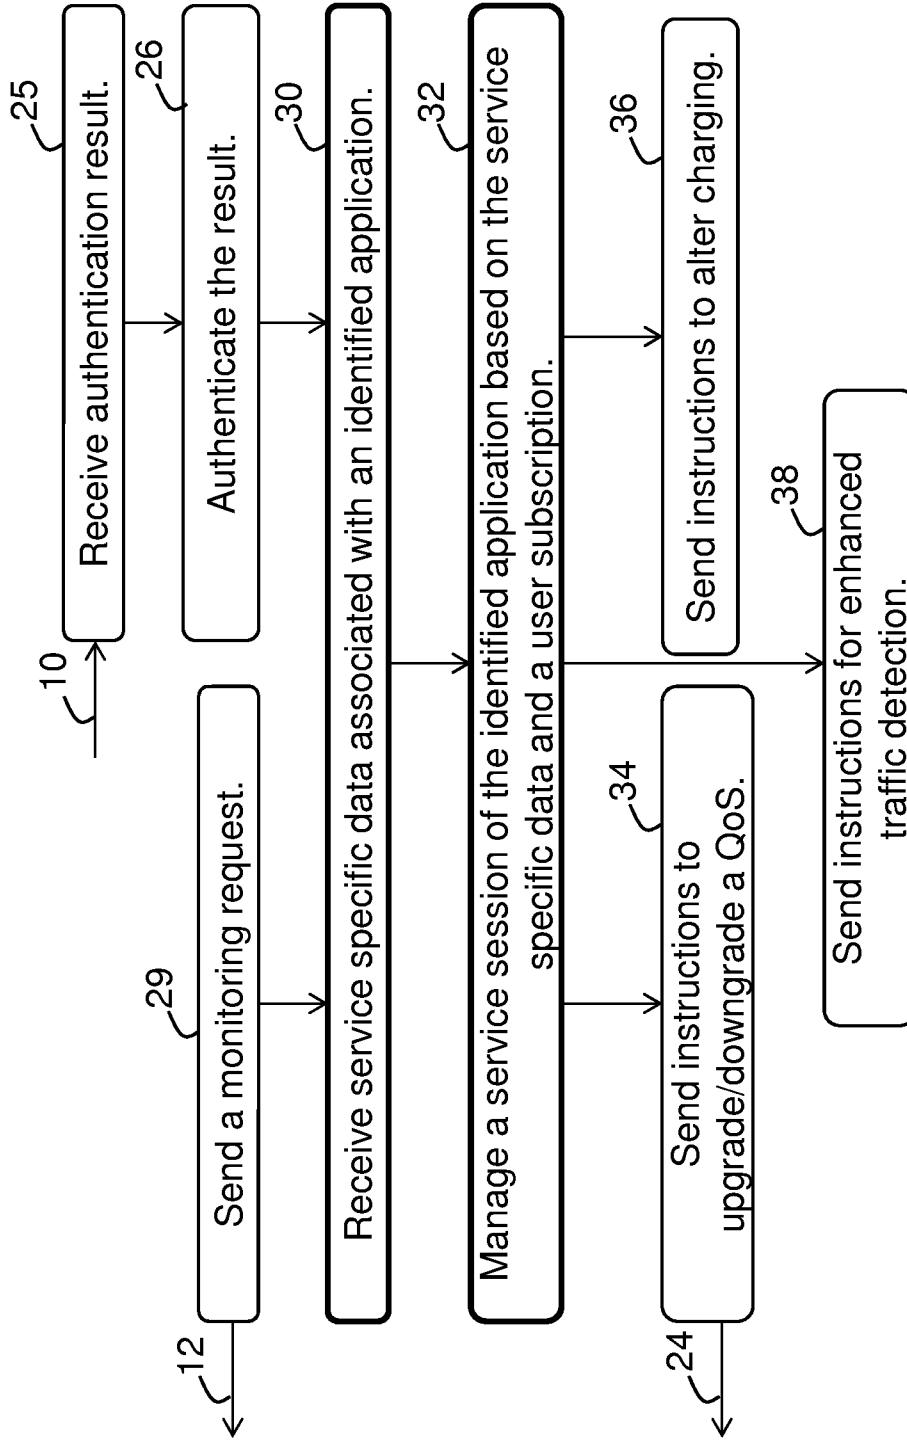 10
25
Receive authentication result.
26
Authenticate the result.
12
29
Send a monitoring request.
30
Receive service specific data associated with an identified application.
32
Manage a service session of the identified application based on the service
specific data and a user subscription.
24
34
Send instructions to
upgrade/downgrade a QoS.
36
Send instructions to alter charging.
38
Send instructions for enhanced
traffic detection.